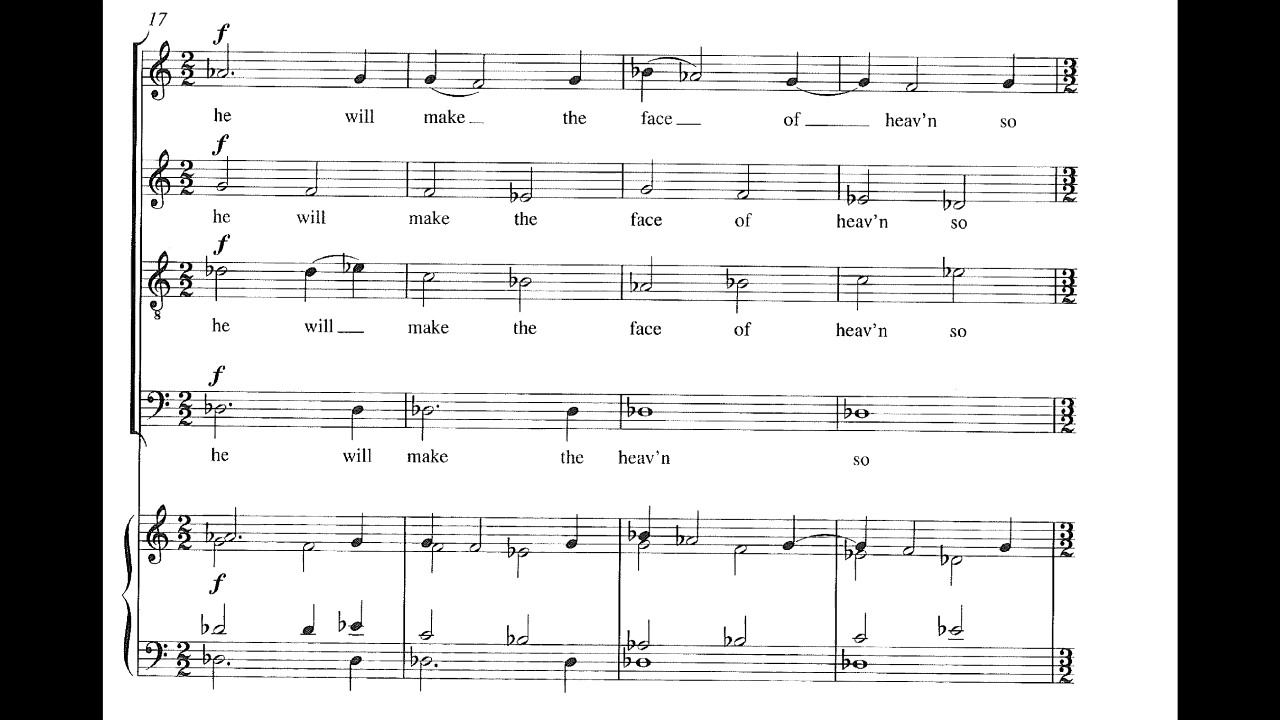 17
f
he will make the face of heav'n so
f
he will make the face of heav'n so
f
he will make the face of heav'n so
8
f
he will make the heav'n so
f